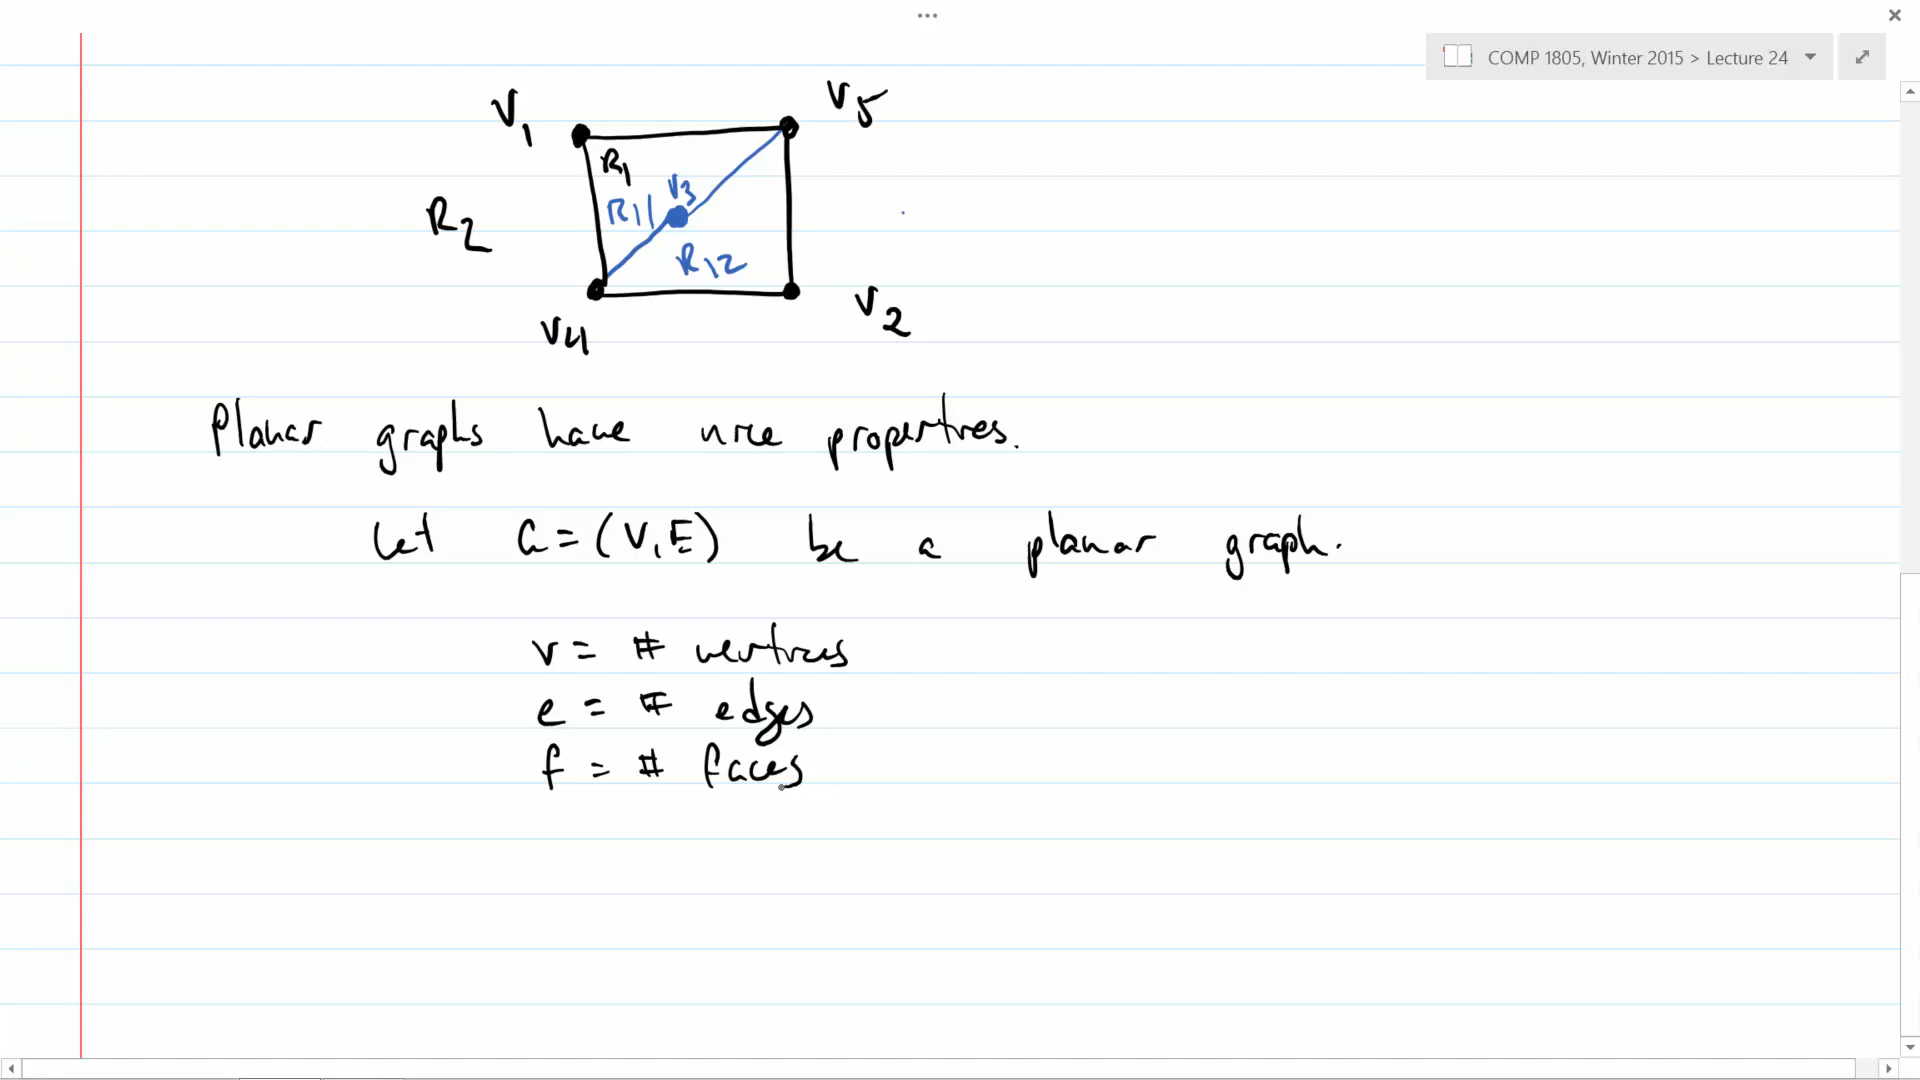 COMP 1805, Winter 2015 > Lecture 24
V1
V5
R1
V3
R11
R2
R12
V2
V4
Planar graphs have nice properties.
Let G = (V, E) be a planar graph.
v = # vertices
e = # edges
f = # faces